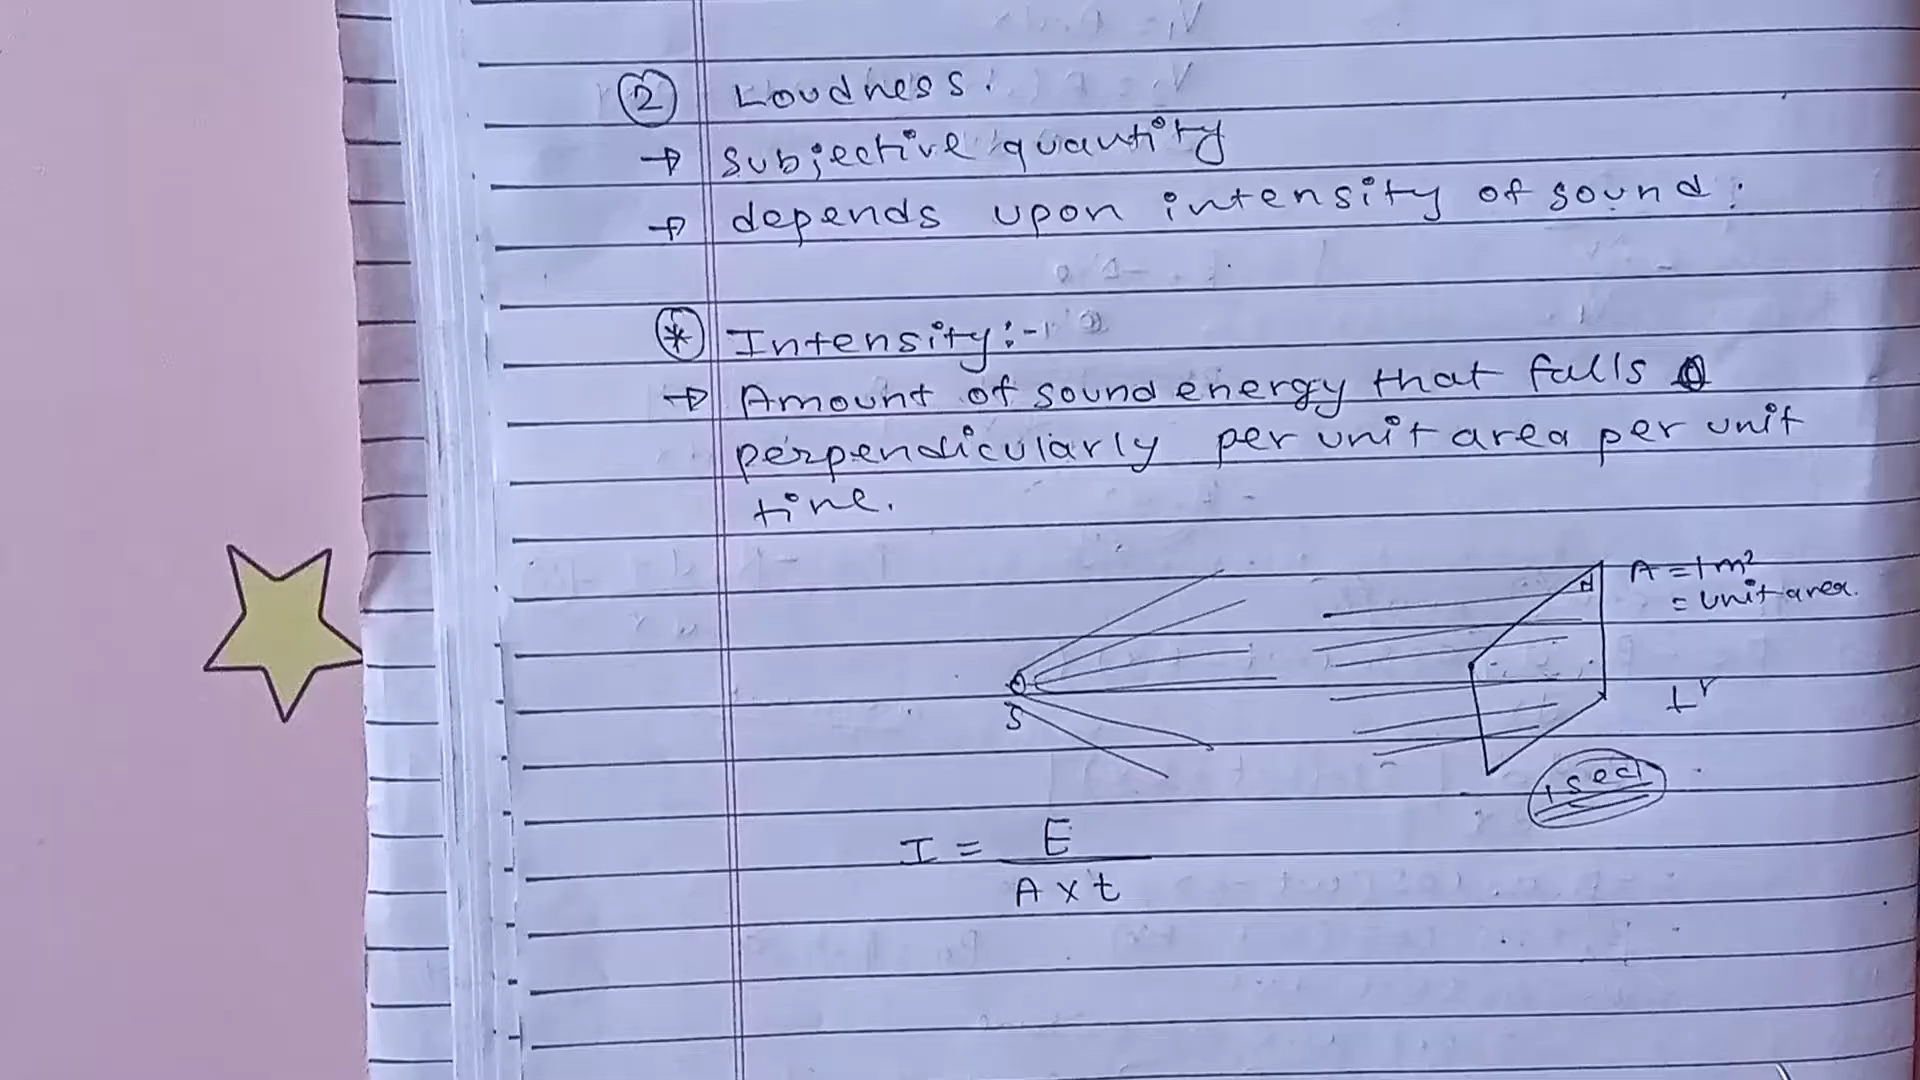 2 Loudness.
→ Subjective quantity
→ depends upon intensity of sound.
* Intensity:-
→ Amount of sound energy that falls
perpendicularly per unit area per unit
time.
A = 1m²
= unit area.
S
⊥r
1 sec
I = E
A x t